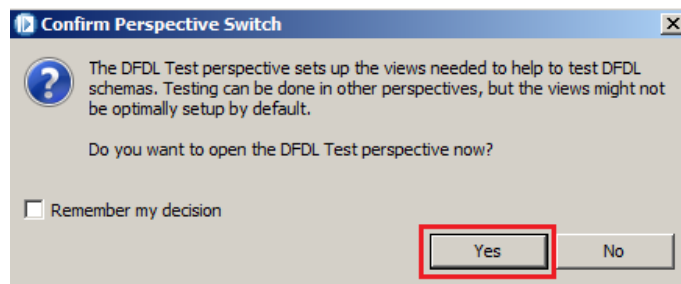 Confirm Perspective Switch
The DFDL Test perspective sets up the views needed to help to test DFDL
schemas. Testing can be done in other perspectives, but the views might not
be optimally setup by default.
Do you want to open the DFDL Test perspective now?
Remember my decision
Yes No